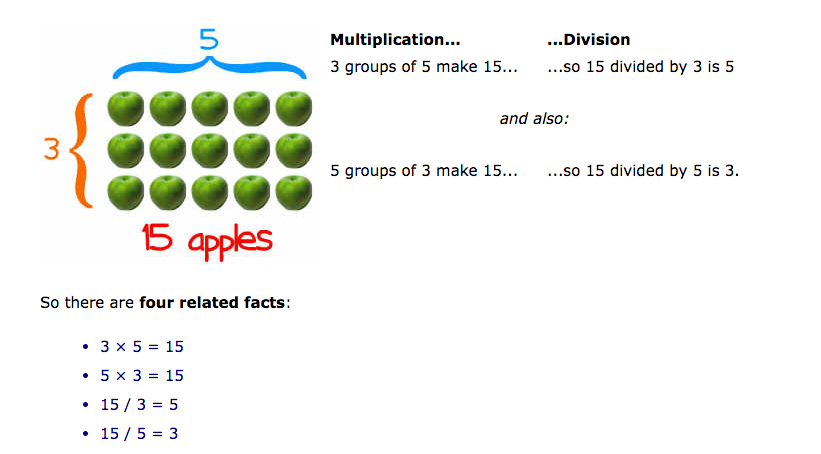 5
3
15 apples
Multiplication... ...Division
3 groups of 5 make 15... ...so 15 divided by 3 is 5
and also:
5 groups of 3 make 15... ...so 15 divided by 5 is 3.
So there are four related facts:
• 3 × 5 = 15
• 5 × 3 = 15
• 15 / 3 = 5
• 15 / 5 = 3